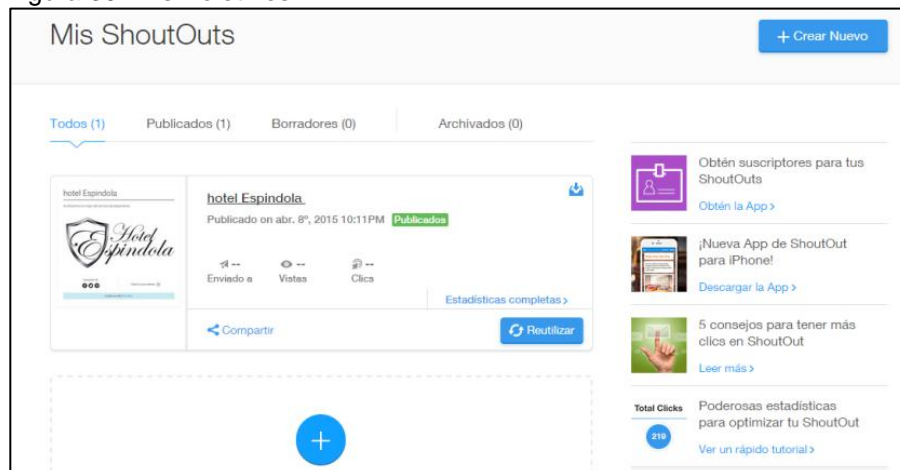 Mis ShoutOuts
+ Crear Nuevo
Todos (1) Publicados (1) Borradores (0) Archivados (0)
hotel Espindola
Hotel
Espindola
hotel Espindola
Publicado on abr. 8º, 2015 10:11PM Publicados
-- -- --
Enviado a Vistas Clics
Estadísticas completas >
Compartir
Reutilizar
Obtén suscriptores para tus
ShoutOuts
Obtén la App >
¡Nueva App de ShoutOut
para iPhone!
Descargar la App >
5 consejos para tener más
clics en ShoutOut
Leer más >
Total Clicks
219
Poderosas estadísticas
para optimizar tu ShoutOut
Ver un rápido tutorial >